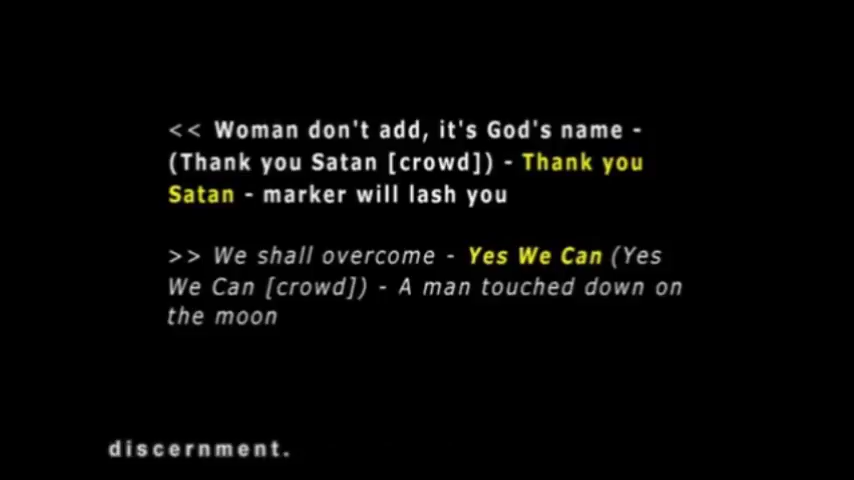 << Woman don't add, it's God's name -
(Thank you Satan [crowd]) - Thank you
Satan - marker will lash you
>> We shall overcome - Yes We Can (Yes
We Can [crowd]) - A man touched down on
the moon
discernment.